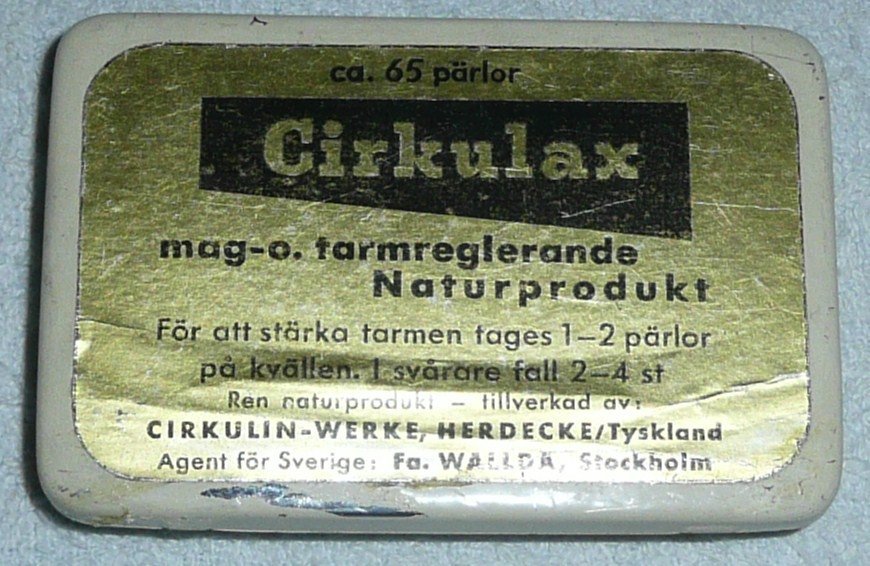 ca. 65 pärlor
Cirkulax
mag-o. tarmreglerande
Naturprodukt
För att stärka tarmen tages 1–2 pärlor
på kvällen. I svårare fall 2–4 st
Ren naturprodukt – tillverkad av:
CIRKULIN-WERKE, HERDECKE/Tyskland
Agent för Sverige: Fa. WALLDA, Stockholm